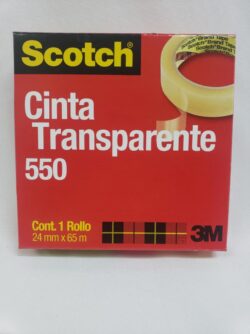 Scotch®
Cinta
Transparente
550
Cont. 1 Rollo
24 mm x 65 m
3M